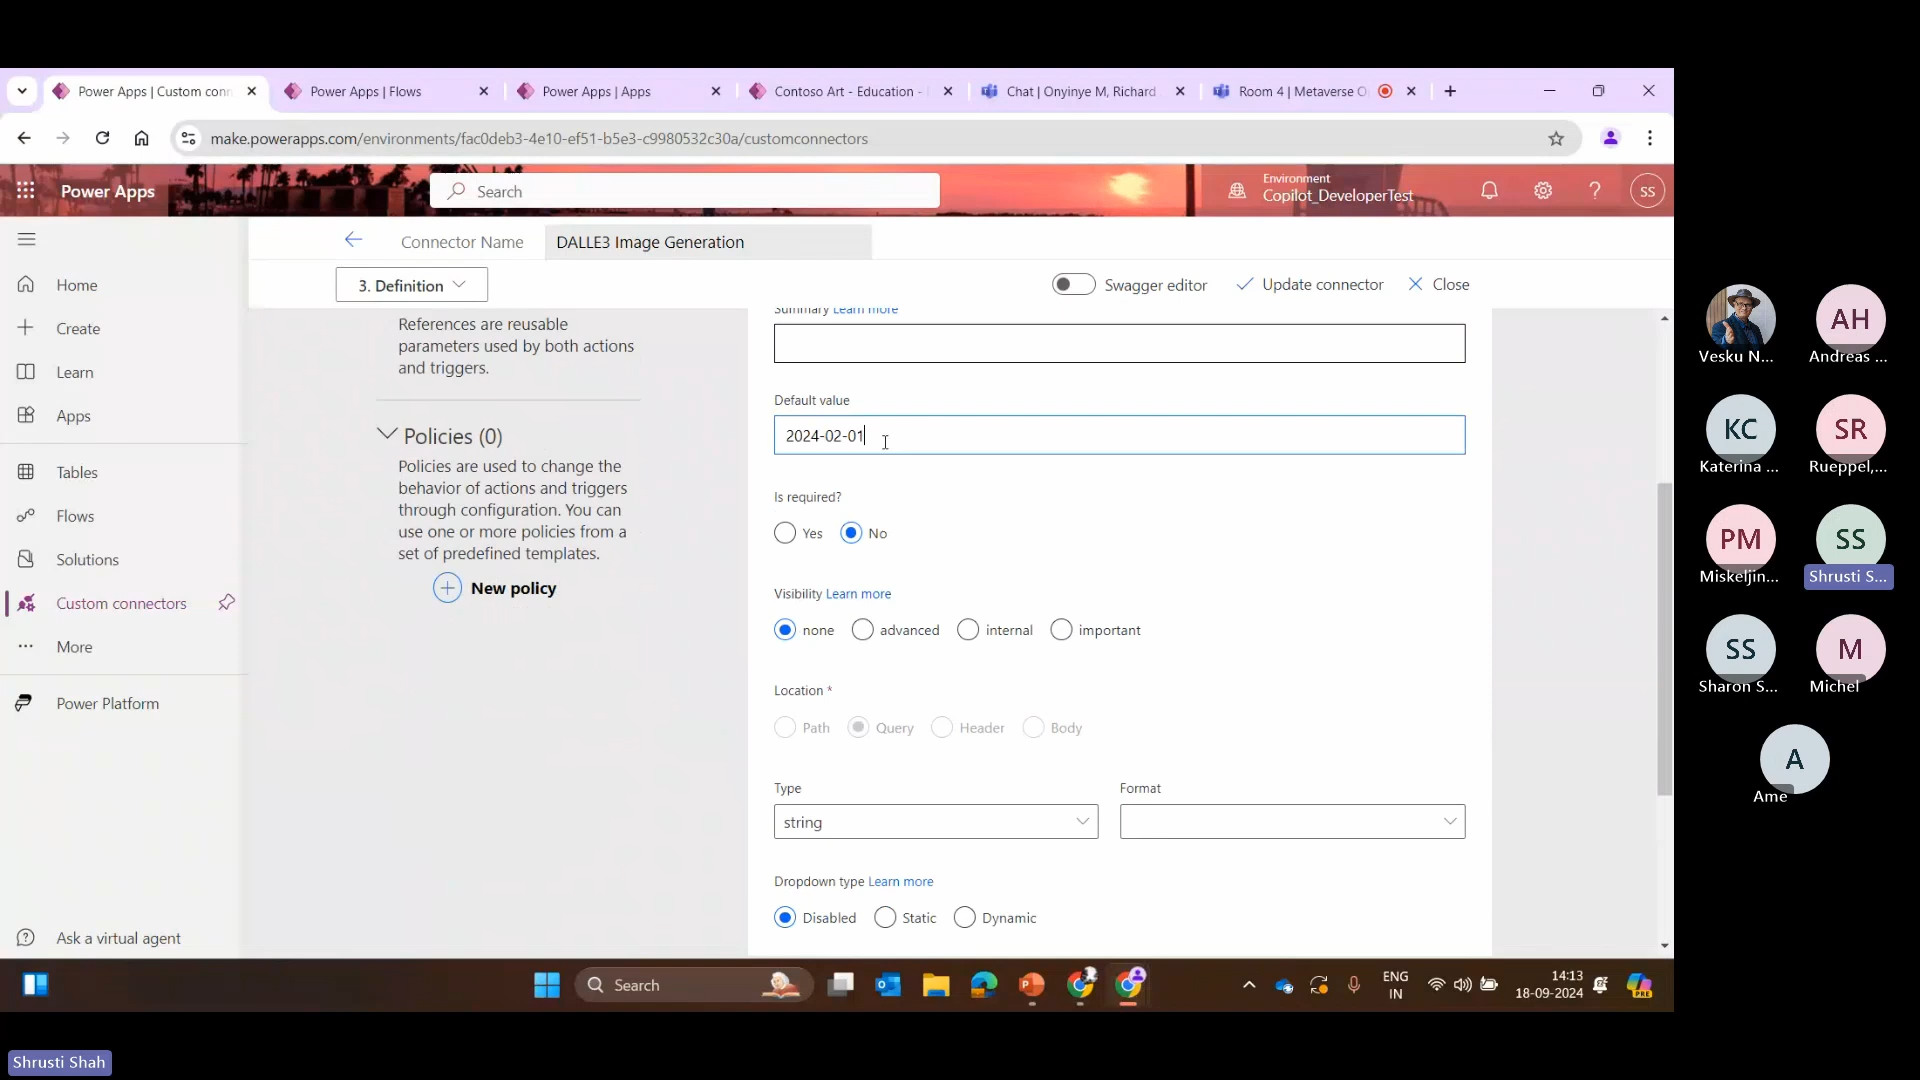 Power Apps | Custom conn
Power Apps | Flows
Power Apps | Apps
Contoso Art - Education -
Chat | Onyinye M, Richard
Room 4 | Metaverse O
make.powerapps.com/environments/fac0deb3-4e10-ef51-b5e3-c9980532c30a/customconnectors
Power Apps
Search
Environment
Copilot_DeveloperTest
SS
Connector Name
DALLE3 Image Generation
3. Definition
Swagger editor
Update connector
Close
Home
Create
Learn
Apps
Tables
Flows
Solutions
Custom connectors
More
Power Platform
Ask a virtual agent
References are reusable
parameters used by both actions
and triggers.
Policies (0)
Policies are used to change the
behavior of actions and triggers
through configuration. You can
use one or more policies from a
set of predefined templates.
New policy
Summary Learn more
Default value
2024-02-01
Is required?
Yes No
Visibility Learn more
none advanced internal important
Location *
Path Query Header Body
Type
Format
string
Dropdown type Learn more
Disabled Static Dynamic
Vesku N...
AH
Andreas ...
KC
Katerina ...
SR
Rueppel,...
PM
Miskeljin...
SS
Shrusti S...
SS
Sharon S...
M
Michel
A
Ame
Search
ENG
IN
14:13
18-09-2024
PRE
Shrusti Shah